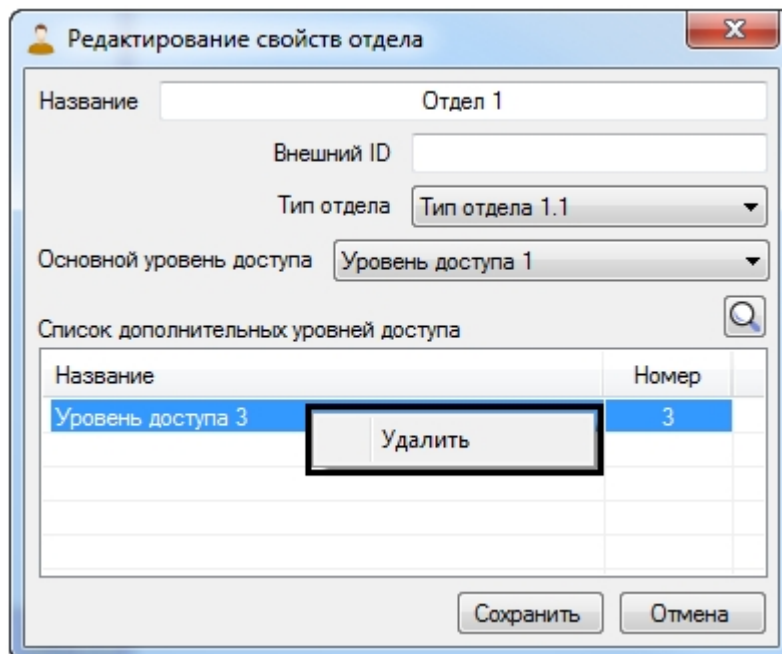 Редактирование свойств отдела
Название Отдел 1
Внешний ID
Тип отдела Тип отдела 1.1
Основной уровень доступа Уровень доступа 1
Список дополнительных уровней доступа
Название Номер
Уровень доступа 3 3
Удалить
Сохранить Отмена